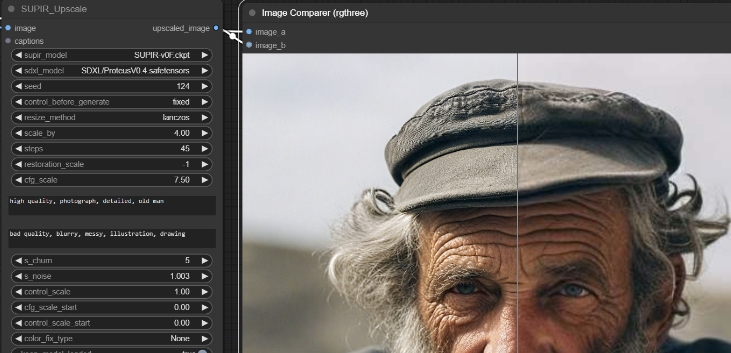 SUPIR_Upscale
image
upscaled_image
captions
supir_model SUPIR-v0F.ckpt
sdxl_model SDXL/ProteusV0.4.safetensors
seed 124
control_before_generate fixed
resize_method lanczos
scale_by 4.00
steps 45
restoration_scale -1
cfg_scale 7.50
high quality, photograph, detailed, old man
bad quality, blurry, messy, illustration, drawing
s_churn 5
s_noise 1.003
control_scale 1.00
cfg_scale_start 0.00
control_scale_start 0.00
color_fix_type None
Image Comparer (rgthree)
image_a
image_b